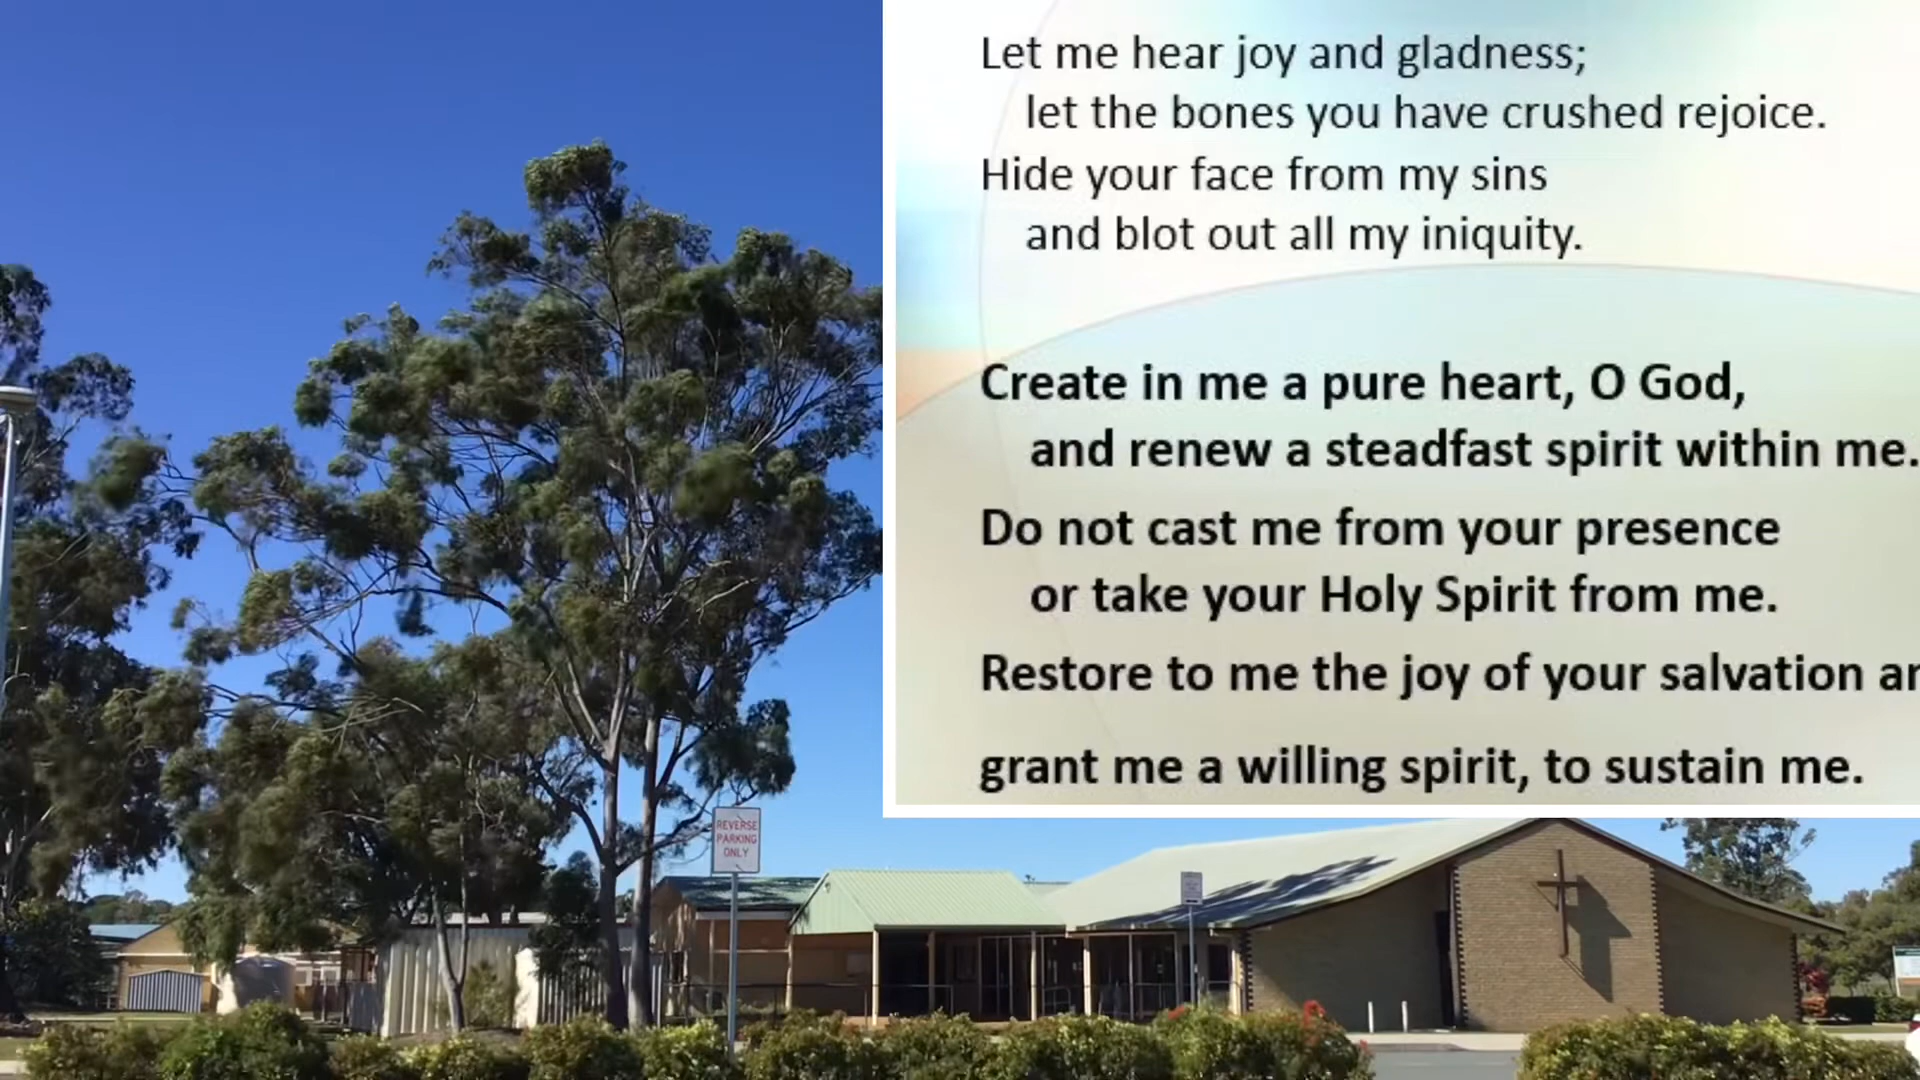 Let me hear joy and gladness;
let the bones you have crushed rejoice.
Hide your face from my sins
and blot out all my iniquity.
Create in me a pure heart, O God,
and renew a steadfast spirit within me.
Do not cast me from your presence
or take your Holy Spirit from me.
Restore to me the joy of your salvation
grant me a willing spirit, to sustain me.
REVERSE
PARKING
ONLY